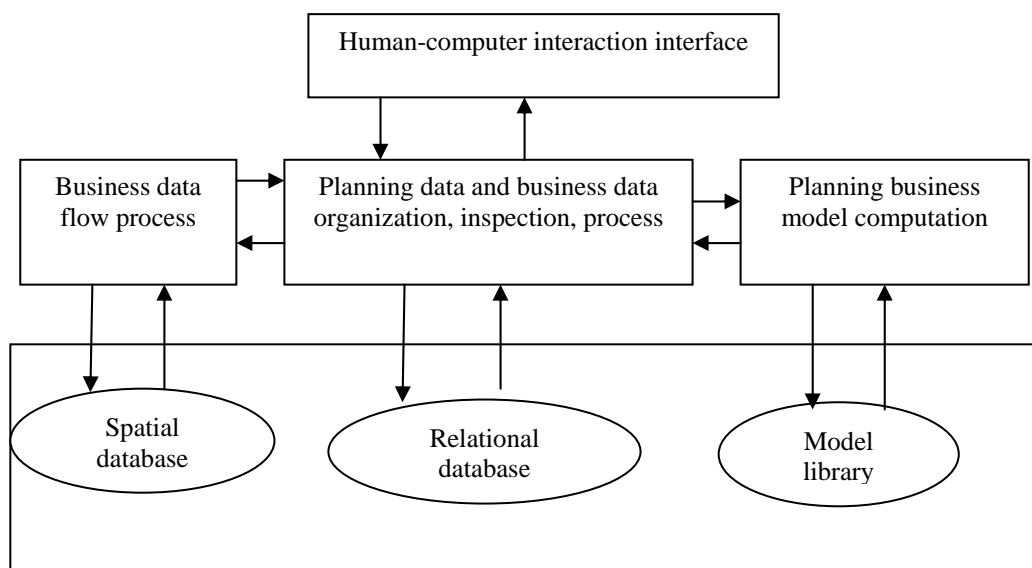 Human-computer interaction interface
Business data
flow process
Planning data and business data
organization, inspection, process
Planning business
model computation
Spatial
database
Relational
database
Model
library